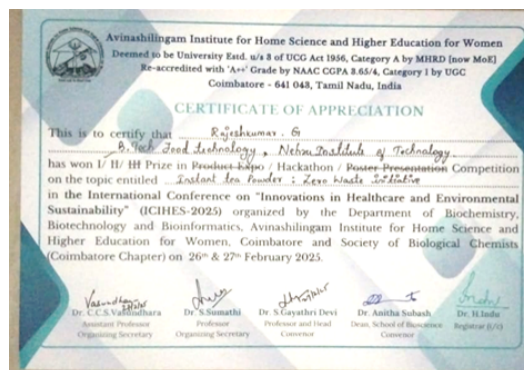 Avinashilingam Institute for Home Science and Higher Education for Women
Deemed to be University Estd. u/s 3 of UCG Act 1956, Category A by MHRD [now MoE]
Re-accredited with 'A++' Grade by NAAC CGPA 3.65/4, Category 1 by UGC
Coimbatore - 641 043, Tamil Nadu, India
CERTIFICATE OF APPRECIATION
This is to certify that Rajeshkumar. G
B.Tech Food technology, Nehru Institute of Technology
has won I/ II/ III Prize in Product Expo / Hackathon / Poster Presentation Competition
on the topic entitled Instant tea Powder : Zero Waste Initiative
in the International Conference on "Innovations in Healthcare and Environmental
Sustainability" (ICIHES-2025) organized by the Department of Biochemistry,
Biotechnology and Bioinformatics, Avinashilingam Institute for Home Science and
Higher Education for Women, Coimbatore and Society of Biological Chemists
(Coimbatore Chapter) on 26th & 27th February 2025.
Dr. C.C.S.Vasundhara Dr. S.Sumathi Dr. S.Gayathri Devi Dr. Anitha Subash Dr. H.Indu
Assistant Professor Professor Professor and Head Dean, School of Bioscience Registrar (i/c)
Organizing Secretary Organizing Secretary Convenor Convenor